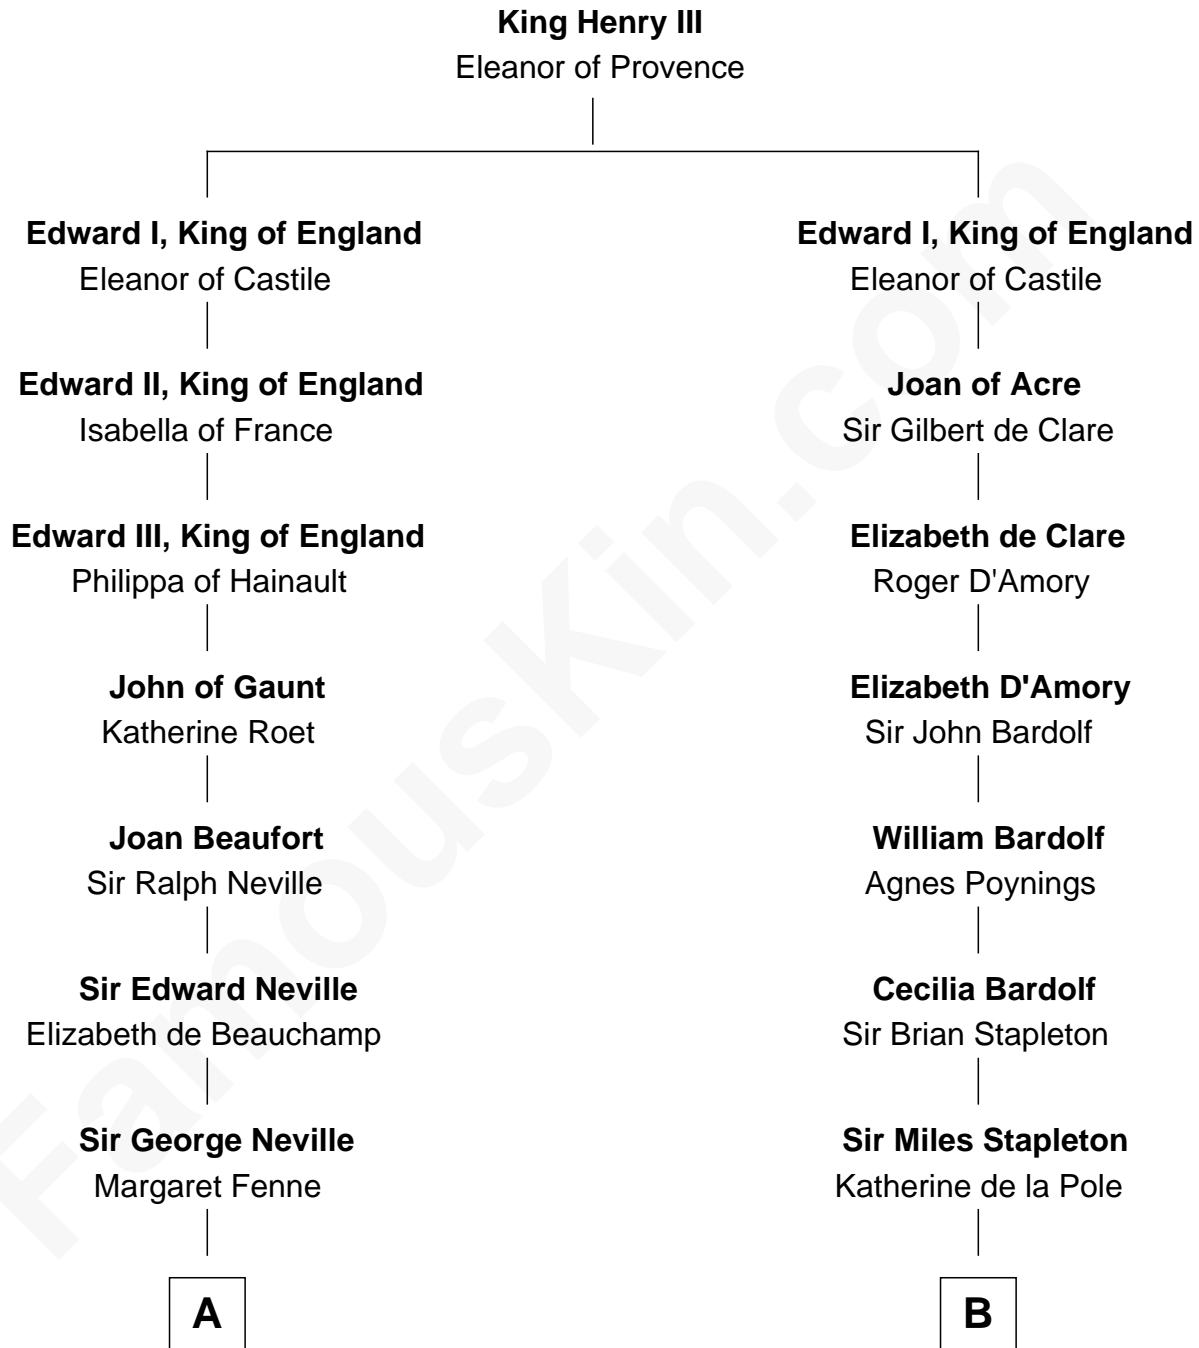 King Henry III
Eleanor of Provence
Edward I, King of England
Eleanor of Castile
Edward II, King of England
Isabella of France
Edward III, King of England
Philippa of Hainault
John of Gaunt
Katherine Roet
Joan Beaufort
Sir Ralph Neville
Sir Edward Neville
Elizabeth de Beauchamp
Sir George Neville
Margaret Fenne
A
Edward I, King of England
Eleanor of Castile
Joan of Acre
Sir Gilbert de Clare
Elizabeth de Clare
Roger D'Amory
Elizabeth D'Amory
Sir John Bardolf
William Bardolf
Agnes Poynings
Cecilia Bardolf
Sir Brian Stapleton
Sir Miles Stapleton
Katherine de la Pole
B
FamousKin.com